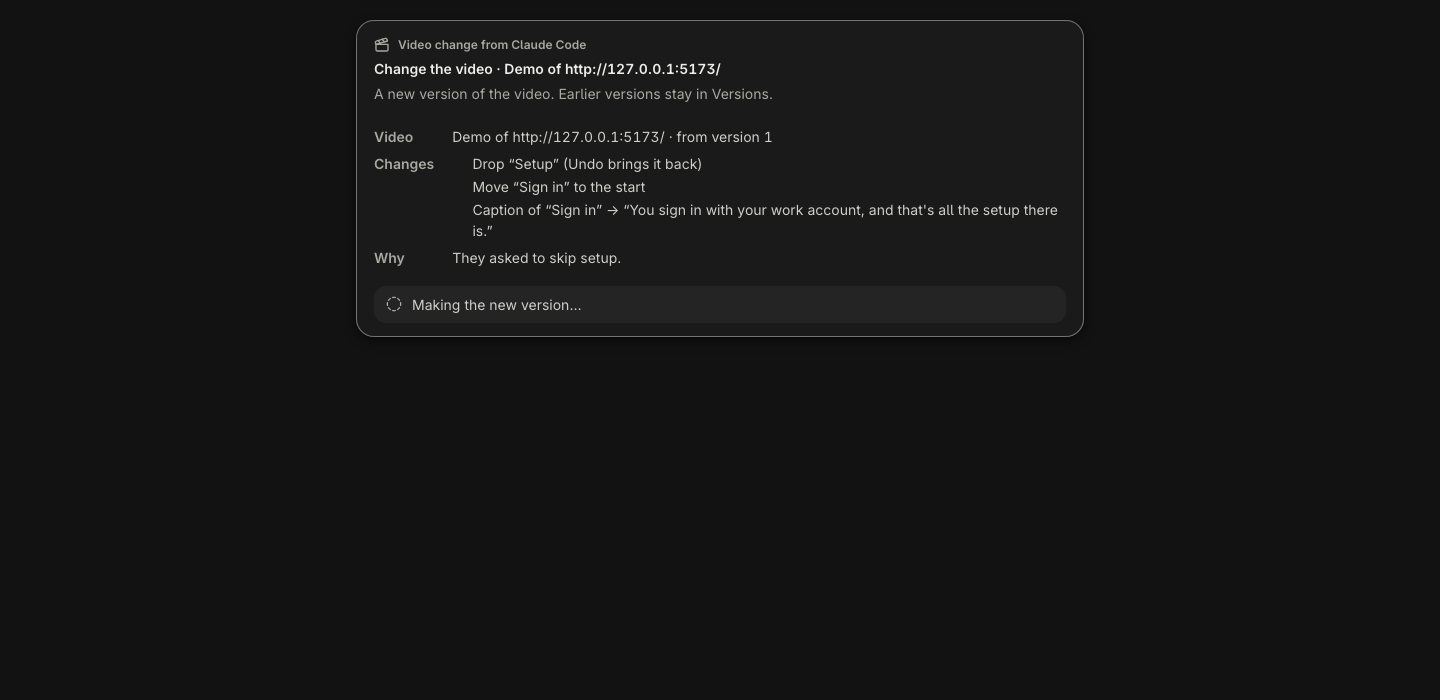 Video change from Claude Code
Change the video · Demo of http://127.0.0.1:5173/
A new version of the video. Earlier versions stay in Versions.
Video Demo of http://127.0.0.1:5173/ · from version 1
Changes Drop “Setup” (Undo brings it back)
Move “Sign in” to the start
Caption of “Sign in” → “You sign in with your work account, and that's all the setup there
is.”
Why They asked to skip setup.
Making the new version…